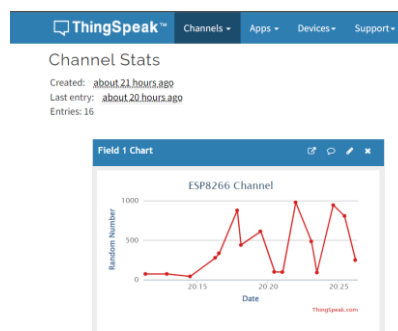 ThingSpeak™ Channels Apps Devices Support
Channel Stats
Created: about 21 hours ago
Last entry: about 20 hours ago
Entries: 16
Field 1 Chart
ESP8266 Channel
Random Number
1000
500
0
20:15 20:20 20:25
Date
ThingSpeak.com